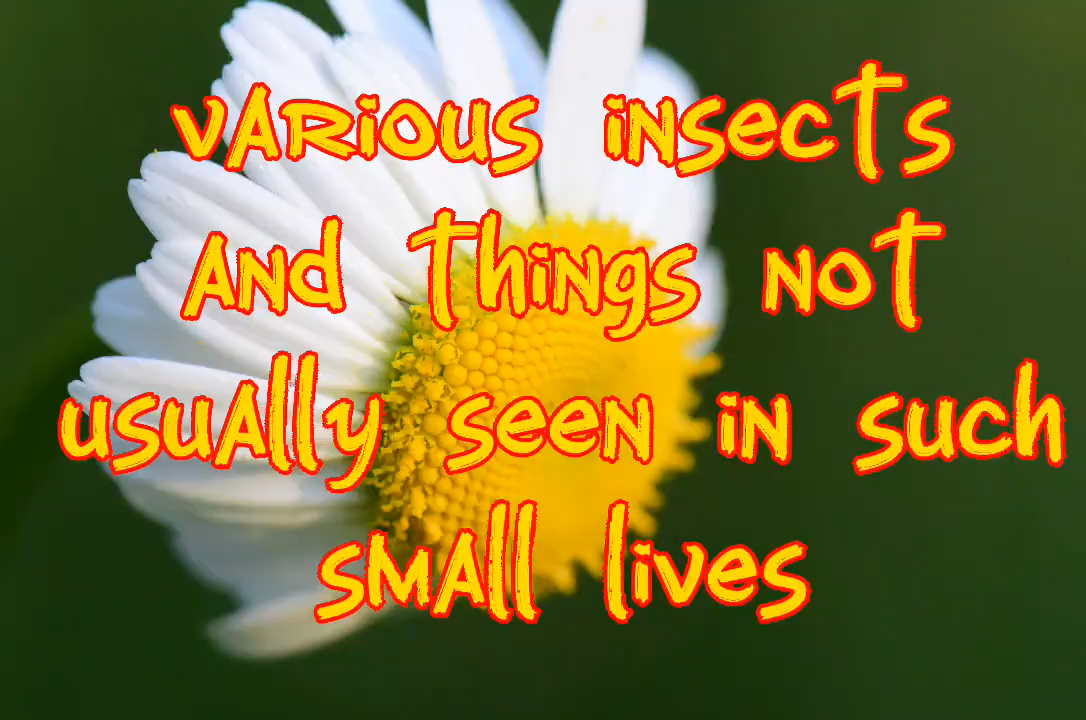 various insects
and things not
usually seen in such
small lives